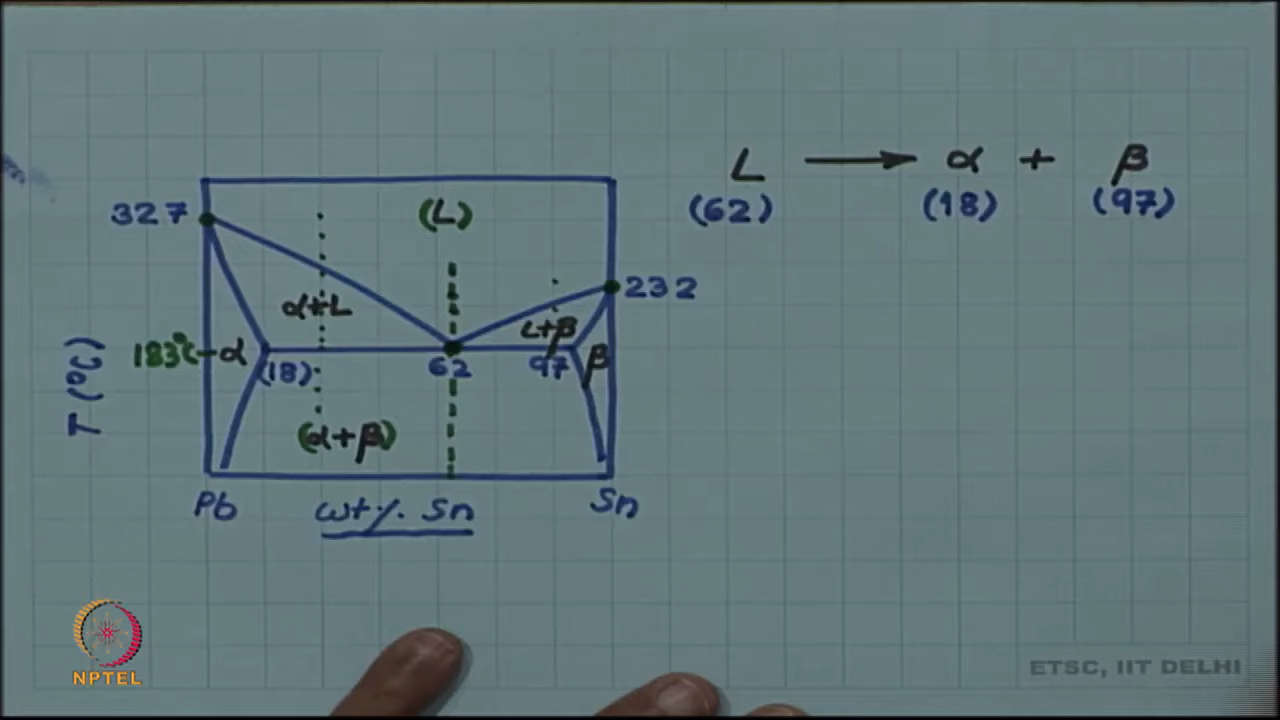 L → α + β
(62) (18) (97)
327
(L)
232
α+L
L+β
183°c α
β
(18)
62
97
T (°C)
(α+β)
Pb
wt% Sn
Sn
NPTEL
ETSC, IIT DELHI